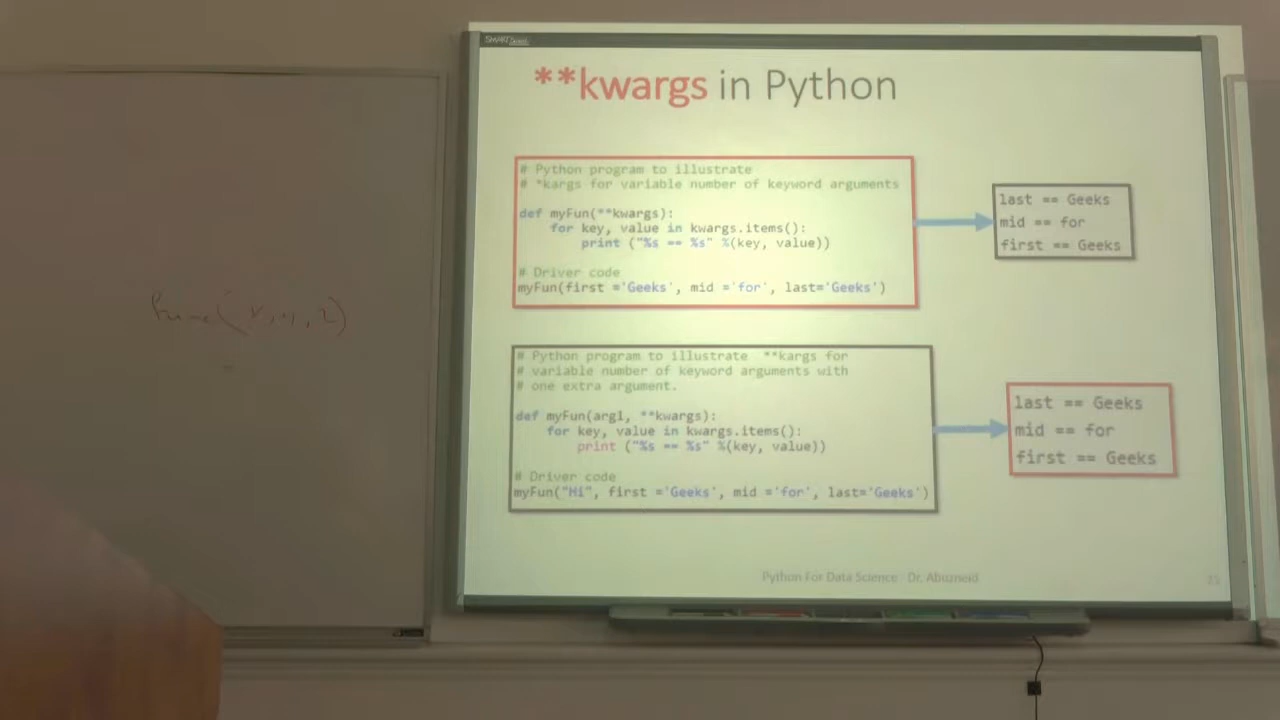 SMART Board
**kwargs in Python
# Python program to illustrate
# *kargs for variable number of keyword arguments
def myFun(**kwargs):
for key, value in kwargs.items():
print ("%s == %s" %(key, value))
# Driver code
myFun(first ='Geeks', mid ='for', last='Geeks')
last == Geeks
mid == for
first == Geeks
# Python program to illustrate **kargs for
# variable number of keyword arguments with
# one extra argument.
def myFun(arg1, **kwargs):
for key, value in kwargs.items():
print ("%s == %s" %(key, value))
# Driver code
myFun("Hi", first ='Geeks', mid ='for', last='Geeks')
last == Geeks
mid == for
first == Geeks
Python For Data Science Dr. Abuzneid